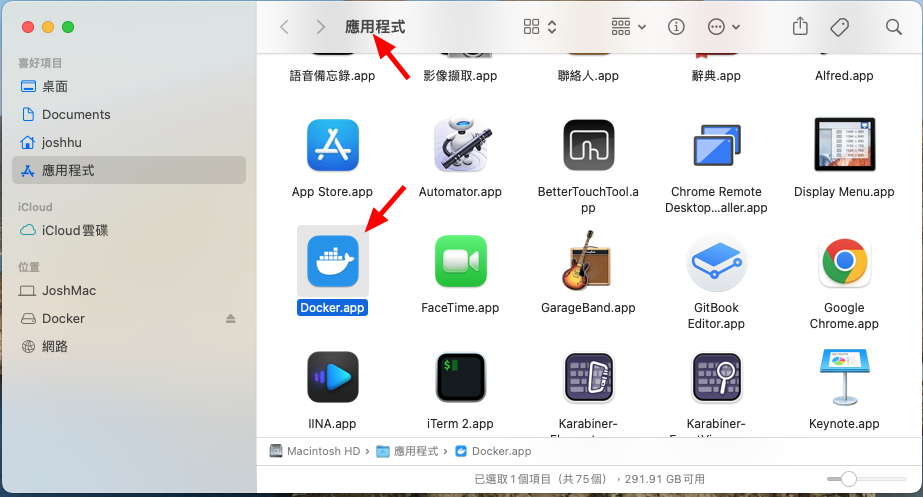 應用程式
喜好項目
桌面
Documents
joshhu
應用程式
iCloud
iCloud雲碟
位置
JoshMac
Docker
網路
語音備忘錄.app
影像擷取.app
聯絡人.app
辭典.app
Alfred.app
App Store.app
Automator.app
BetterTouchTool.a
pp
Chrome Remote
Desktop...aller.app
Display Menu.app
Docker.app
FaceTime.app
GarageBand.app
GitBook
Editor.app
Google
Chrome.app
IINA.app
iTerm 2.app
Karabiner-
Karabiner-
Keynote.app
Macintosh HD › 應用程式 › Docker.app
已選取1個項目（共75個），291.91 GB可用